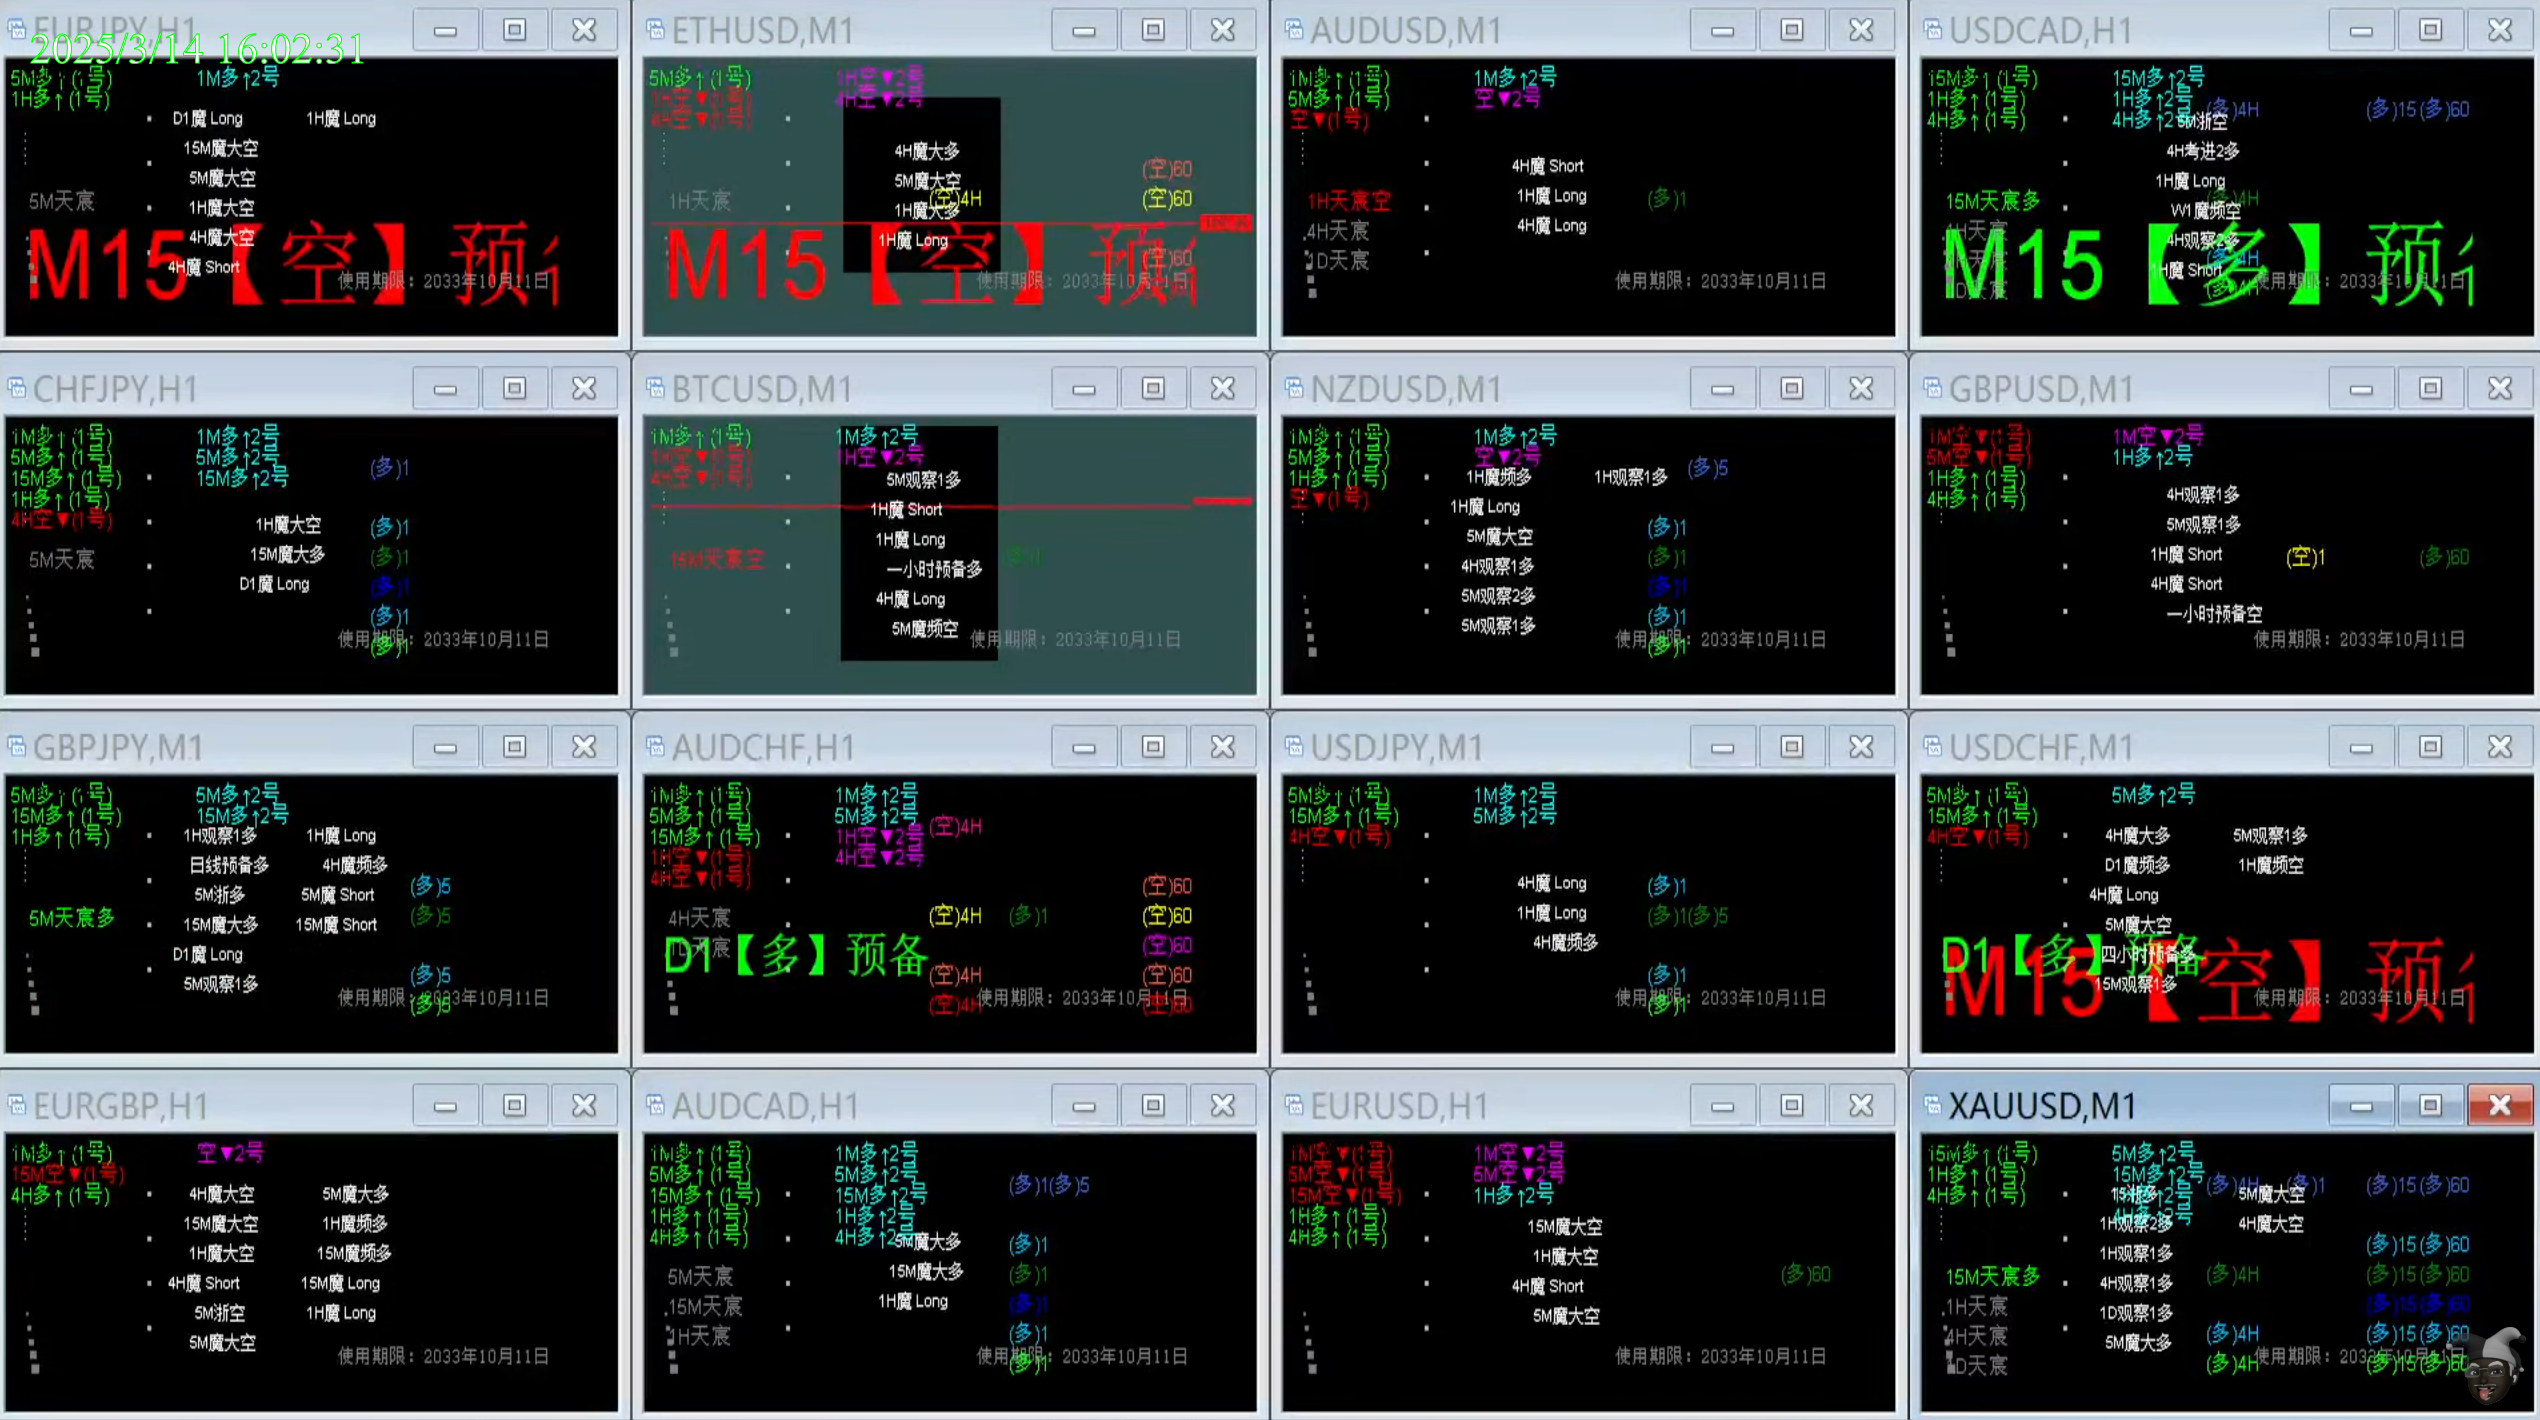 2025/3/14 16:02:31
EURJPY,H1
5M多↑(1号) 1M多↑2号
1H多↑(1号)
D1魔 Long 1H魔 Long
15M魔大空
5M魔大空
5M天宸
1H魔大空
4H魔大空
4H魔 Short
M15【空】预
使用期限：2033年10月11日
ETHUSD,M1
5M多↑(1号) 1H空▼2号
1H空▼(1号) 4H空▼2号
4H空▼(1号)
4H魔大多
5M魔大空 (空)60
1H天宸 (空)4H (空)60
1H魔大多
1H魔 Long
(空)60
M15【空】预
使用期限：2033年10月11日
AUDUSD,M1
1M多↑(1号) 1M多↑2号
5M多↑(1号) 空▼2号
空▼(1号)
4H魔 Short
1H天宸空 1H魔 Long (多)1
4H天宸 4H魔 Long
1D天宸
使用期限：2033年10月11日
USDCAD,H1
15M多↑(1号) 15M多↑2号
1H多↑(1号) 1H多↑2号 (多)4H (多)15(多)60
4H多↑(1号) 4H多↑2号 5M浙空
4H考进2多
1H魔 Long
15M天宸多 (多)4H
W1魔频空
1H天宸 4H观察2多
1H魔 Short
1D天宸
M15【多】预
使用期限：2033年10月11日
CHFJPY,H1
1M多↑(1号) 1M多↑2号
5M多↑(1号) 5M多↑2号 (多)1
15M多↑(1号) 15M多↑2号
1H多↑(1号)
4H空▼(1号) 1H魔大空 (多)1
5M天宸 15M魔大多 (多)1
D1魔 Long (多)1
(多)1
(多)1
使用期限：2033年10月11日
BTCUSD,M1
1M多↑(1号) 1M多↑2号
1H空▼(1号) 1H空▼2号
4H空▼(1号) 5M观察1多
1H魔 Short
1H魔 Long
15M天宸空 (多)1
一小时预备多
4H魔 Long
5M魔频空
使用期限：2033年10月11日
NZDUSD,M1
1M多↑(1号) 1M多↑2号
5M多↑(1号) 空▼2号
1H多↑(1号) 1H魔频多 1H观察1多 (多)5
空▼(1号) 1H魔 Long
5M魔大空 (多)1
4H观察1多 (多)1
5M观察2多 (多)1
5M观察1多 (多)1
(多)1
使用期限：2033年10月11日
GBPUSD,M1
1M空▼(1号) 1M空▼2号
5M空▼(1号) 1H多↑2号
1H多↑(1号)
4H多↑(1号) 4H观察1多
5M观察1多
1H魔 Short (空)1 (多)60
4H魔 Short
一小时预备空
使用期限：2033年10月11日
GBPJPY,M1
5M多↑(1号) 5M多↑2号
15M多↑(1号) 15M多↑2号
1H多↑(1号) 1H观察1多 1H魔 Long
日线预备多 4H魔频多
5M浙多 5M魔 Short (多)5
5M天宸多 15M魔大多 15M魔 Short (多)5
D1魔 Long
5M观察1多 (多)5
(多)5
使用期限：2033年10月11日
AUDCHF,H1
1M多↑(1号) 1M多↑2号
5M多↑(1号) 5M多↑2号
15M多↑(1号) 1H空▼2号 (空)4H
1H空▼(1号) 4H空▼2号
4H空▼(1号) (空)60
4H天宸 (空)4H (多)1 (空)60
1D天宸 (空)60
D1【多】预备
(空)4H (空)60
(空)4H (空)60
使用期限：2033年10月11日
USDJPY,M1
5M多↑(1号) 1M多↑2号
15M多↑(1号) 5M多↑2号
4H空▼(1号)
4H魔 Long (多)1
1H魔 Long (多)1(多)5
4H魔频多
(多)1
(多)1
使用期限：2033年10月11日
USDCHF,M1
5M多↑(1号) 5M多↑2号
15M多↑(1号)
4H空▼(1号) 4H魔大多 5M观察1多
D1魔频多 1H魔频空
4H魔 Long
5M魔大空
D1【多】预备
四小时预备多
15M观察1多
M15【空】预
使用期限：2033年10月11日
EURGBP,H1
1M多↑(1号) 空▼2号
15M空▼(1号)
4H多↑(1号) 4H魔大空 5M魔大多
15M魔大空 1H魔频多
1H魔大空 15M魔频多
4H魔 Short 15M魔 Long
5M浙空 1H魔 Long
5M魔大空
使用期限：2033年10月11日
AUDCAD,H1
1M多↑(1号) 1M多↑2号
5M多↑(1号) 5M多↑2号
15M多↑(1号) 15M多↑2号 (多)1(多)5
1H多↑(1号) 1H多↑2号
4H多↑(1号) 4H多↑2号
5M魔大多 (多)1
5M天宸 15M魔大多 (多)1
15M天宸 1H魔 Long (多)1
1H天宸 (多)1
(多)1
使用期限：2033年10月11日
EURUSD,H1
1M空▼(1号) 1M空▼2号
5M空▼(1号) 5M空▼2号
15M空▼(1号) 1H多↑2号
1H多↑(1号)
4H多↑(1号) 15M魔大空
1H魔大空
4H魔 Short (多)60
5M魔大空
使用期限：2033年10月11日
XAUUSD,M1
15M多↑(1号) 5M多↑2号
1H多↑(1号) 15M多↑2号
4H多↑(1号) (多)4H (多)1 (多)15(多)60
5M魔大空
1H观察2多 4H魔大空
1H观察1多 (多)15(多)60
15M天宸多 4H观察1多 (多)4H (多)15(多)60
1H天宸 1D观察1多 (多)15(多)60
4H天宸 5M魔大多 (多)4H (多)15(多)60
1D天宸 (多)4H (多)15(多)60
使用期限：2033年10月11日